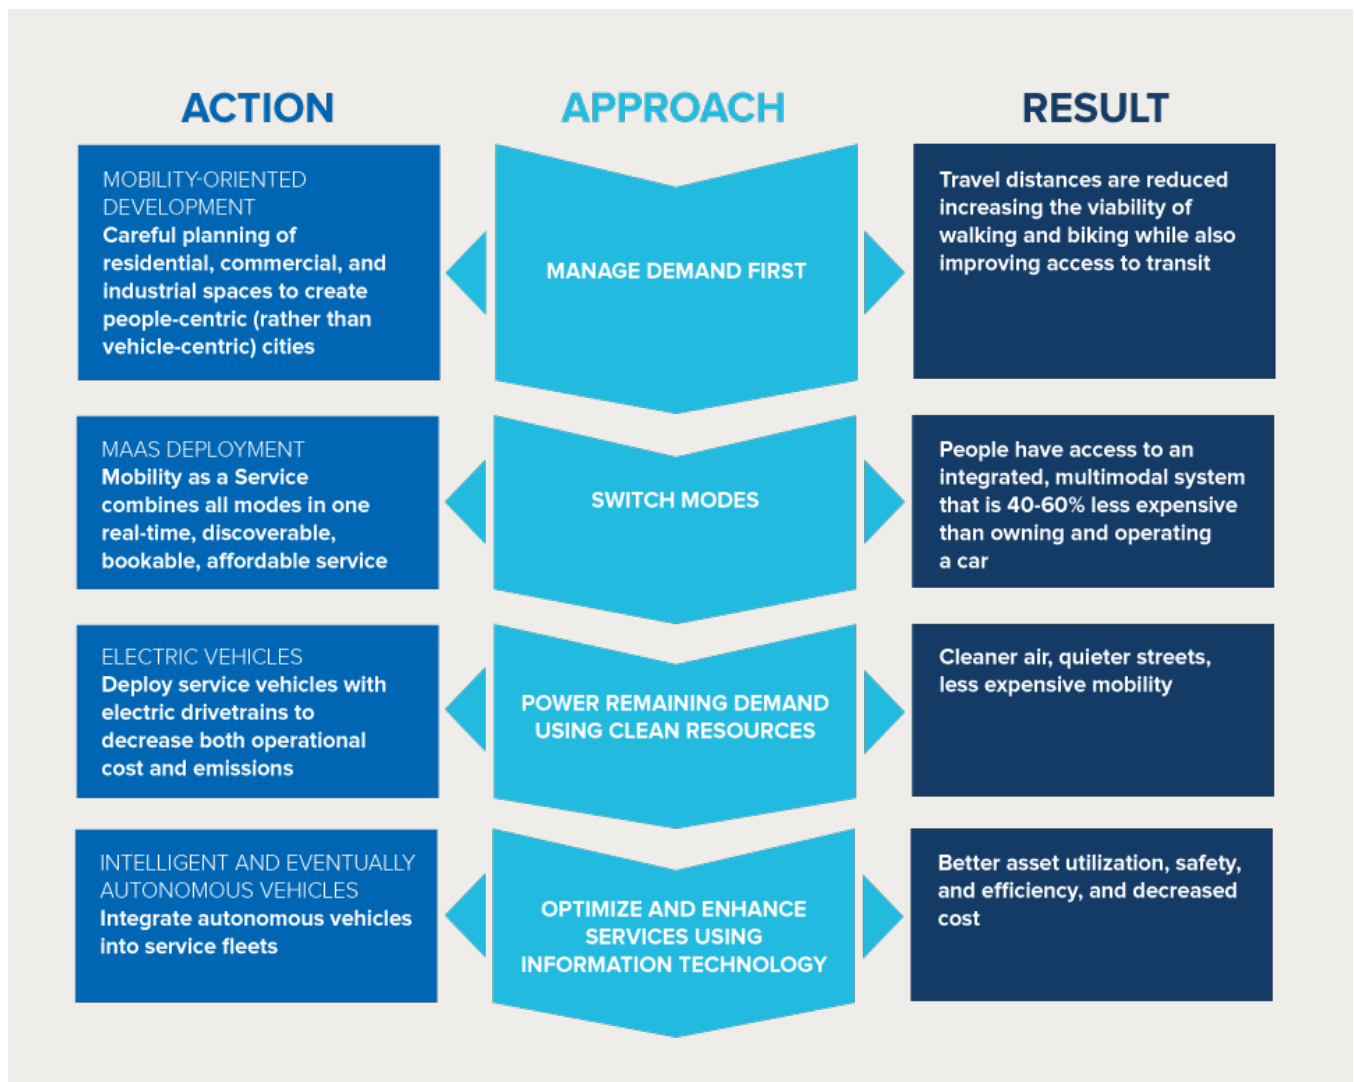 ACTION
APPROACH
RESULT
MOBILITY-ORIENTED
DEVELOPMENT
Careful planning of
residential, commercial, and
industrial spaces to create
people-centric (rather than
vehicle-centric) cities
MANAGE DEMAND FIRST
Travel distances are reduced
increasing the viability of
walking and biking while also
improving access to transit
MAAS DEPLOYMENT
Mobility as a Service
combines all modes in one
real-time, discoverable,
bookable, affordable service
SWITCH MODES
People have access to an
integrated, multimodal system
that is 40-60% less expensive
than owning and operating
a car
ELECTRIC VEHICLES
Deploy service vehicles with
electric drivetrains to
decrease both operational
cost and emissions
POWER REMAINING DEMAND
USING CLEAN RESOURCES
Cleaner air, quieter streets,
less expensive mobility
INTELLIGENT AND EVENTUALLY
AUTONOMOUS VEHICLES
Integrate autonomous vehicles
into service fleets
OPTIMIZE AND ENHANCE
SERVICES USING
INFORMATION TECHNOLOGY
Better asset utilization, safety,
and efficiency, and decreased
cost